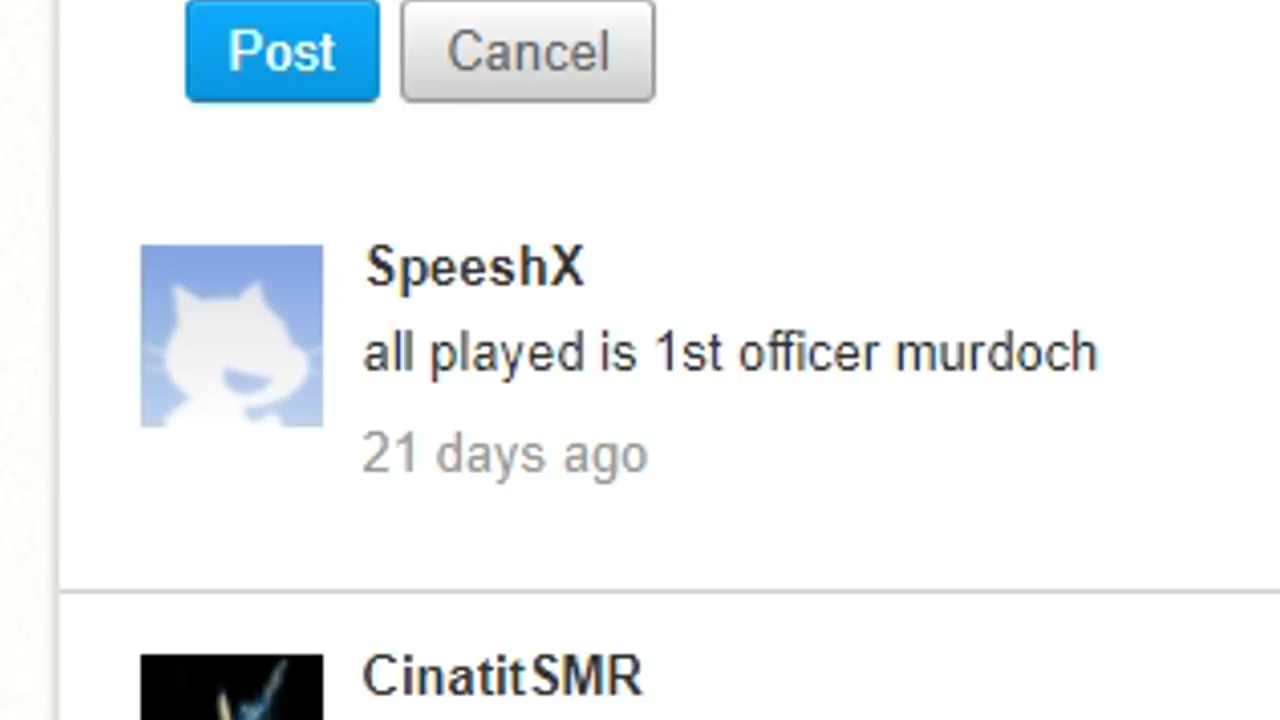 Post Cancel
SpeeshX
all played is 1st officer murdoch
21 days ago
CinatitSMR